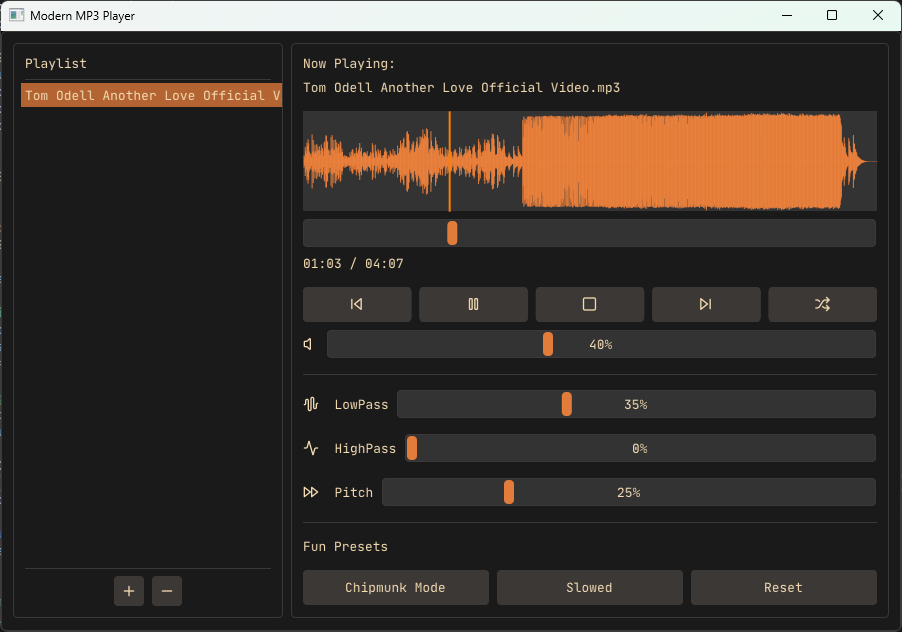 Modern MP3 Player
Playlist
Tom Odell Another Love Official V
Now Playing:
Tom Odell Another Love Official Video.mp3
01:03 / 04:07
40%
LowPass
35%
HighPass
0%
Pitch
25%
Fun Presets
Chipmunk Mode
Slowed
Reset